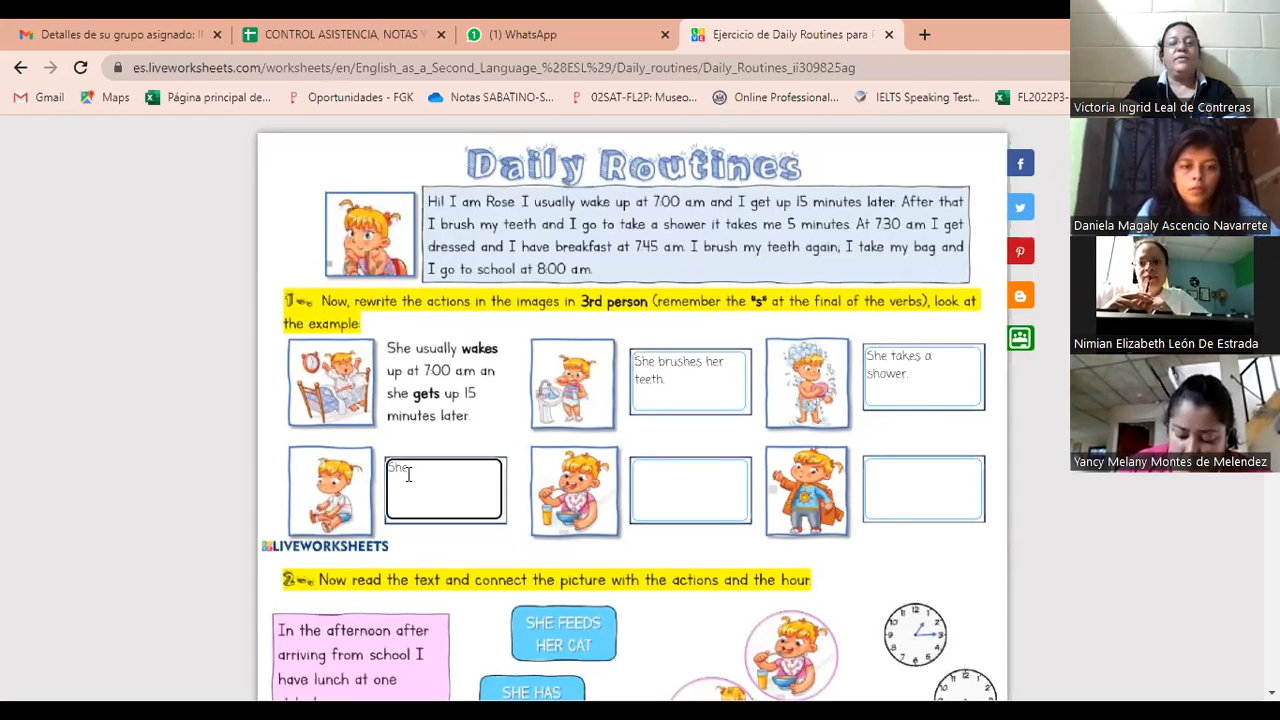 Detalles de su grupo asignado: I
CONTROL ASISTENCIA, NOTAS Y
(1) WhatsApp
Ejercicio de Daily Routines para
es.liveworksheets.com/worksheets/en/English_as_a_Second_Language_%28ESL%29/Daily_routines/Daily_Routines_ii309825ag
Gmail
Maps
Página principal de...
Oportunidades - FGK
Notas SABATINO-S...
02SAT-FL2P: Museo...
Online Professional...
IELTS Speaking Test...
FL2022P3-
Daily Routines
Hi! I am Rose. I usually wake up at 7:00 a.m and I get up 15 minutes later. After that
I brush my teeth and I go to take a shower it takes me 5 minutes. At 7:30 a.m I get
dressed and I have breakfast at 7:45 a.m. I brush my teeth again; I take my bag and
I go to school at 8:00 a.m.
1 Now, rewrite the actions in the images in 3rd person (remember the "s" at the final of the verbs), look at
the example:
She usually wakes
up at 7:00 a.m an
she gets up 15
minutes later.
She brushes her
teeth.
She takes a
shower.
She
LIVEWORKSHEETS
2 Now read the text and connect the picture with the actions and the hour.
In the afternoon after
arriving from school I
have lunch at one
SHE FEEDS
HER CAT
SHE HAS
Victoria Ingrid Leal de Contreras
Daniela Magaly Ascencio Navarrete
Nimian Elizabeth León De Estrada
Yancy Melany Montes de Melendez